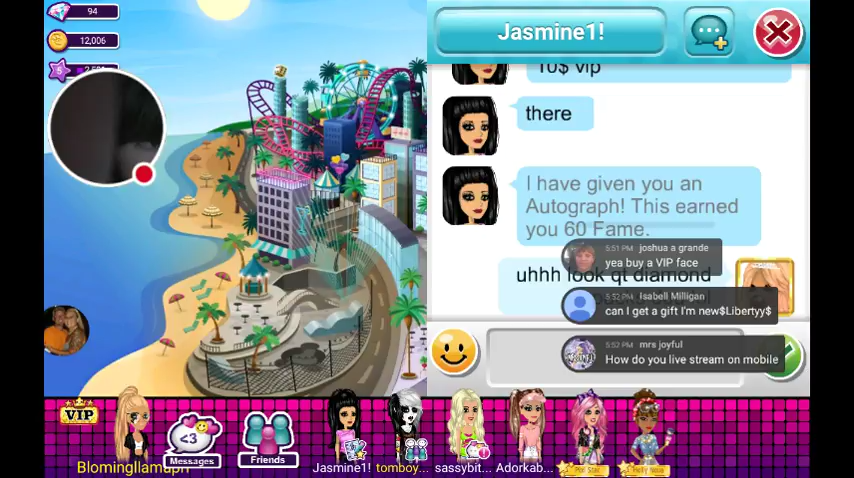 94
12,006
5
Jasmine1!
10$ vip
there
I have given you an
Autograph! This earned
you 60 Fame.
5:51 PM joshua a grande
yea buy a VIP face
uhhh look qt diamond
5:52 PM Isabell Milligan
can I get a gift I'm new$Libertyy$
5:52 PM mrs joyful
How do you live stream on mobile
VIP
<3
Messages
Friends
Blomingllamaprl
Jasmine1! tomboy... sassybit... Adorkab...